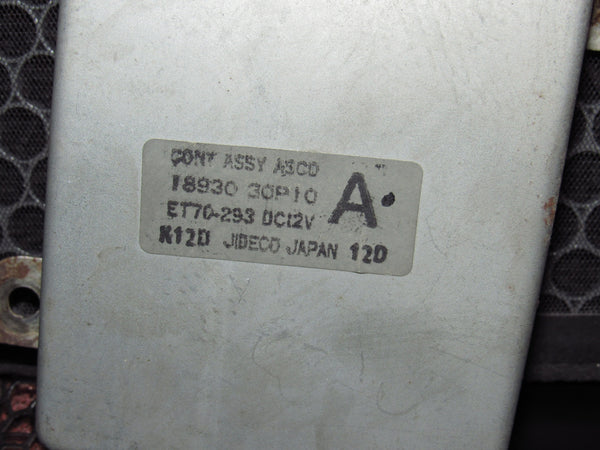 CONT ASSY ASCD
18930 30P10
A
ET70-293 DC12V
K12D JIDECO JAPAN 12D